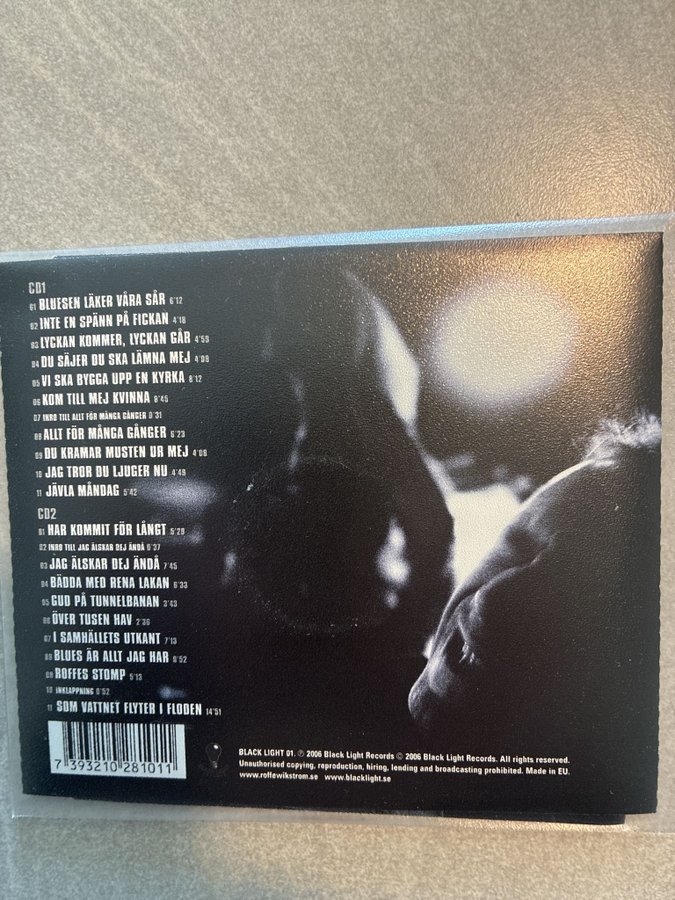 CD1
01 BLUESEN LÄKER VÅRA SÅR 6'12
02 INTE EN SPÄNN PÅ FICKAN 4'18
03 LYCKAN KOMMER, LYCKAN GÅR 4'59
04 DU SÄJER DU SKA LÄMNA MEJ 4'09
05 VI SKA BYGGA UPP EN KYRKA 8'12
06 KOM TILL MEJ KVINNA 8'45
07 INRO TILL ALLT FÖR MÅNGA GÅNGER 0'31
08 ALLT FÖR MÅNGA GÅNGER 6'23
09 DU KRAMAR MUSTEN UR MEJ 4'08
10 JAG TROR DU LJUGER NU 4'49
11 JÄVLA MÅNDAG 5'42
CD2
01 HAR KOMMIT FÖR LÅNGT 5'28
02 INRO TILL JAG ÄLSKAR DEJ ÄNDÅ 0'37
03 JAG ÄLSKAR DEJ ÄNDÅ 7'45
04 BÄDDA MED RENA LAKAN 6'33
05 GUD PÅ TUNNELBANAN 3'43
06 ÖVER TUSEN HAV 2'36
07 I SAMHÄLLETS UTKANT 7'13
08 BLUES ÄR ALLT JAG HAR 9'52
09 ROFFES STOMP 5'13
10 INKLAPPNING 0'52
11 SOM VATTNET FLYTER I FLODEN 14'51
7 393210 281011
BLACK LIGHT 01. ℗ 2006 Black Light Records © 2006 Black Light Records. All rights reserved.
Unauthorised copying, reproduction, hiring, lending and broadcasting prohibited. Made in EU.
www.roffewikstrom.se www.blacklight.se